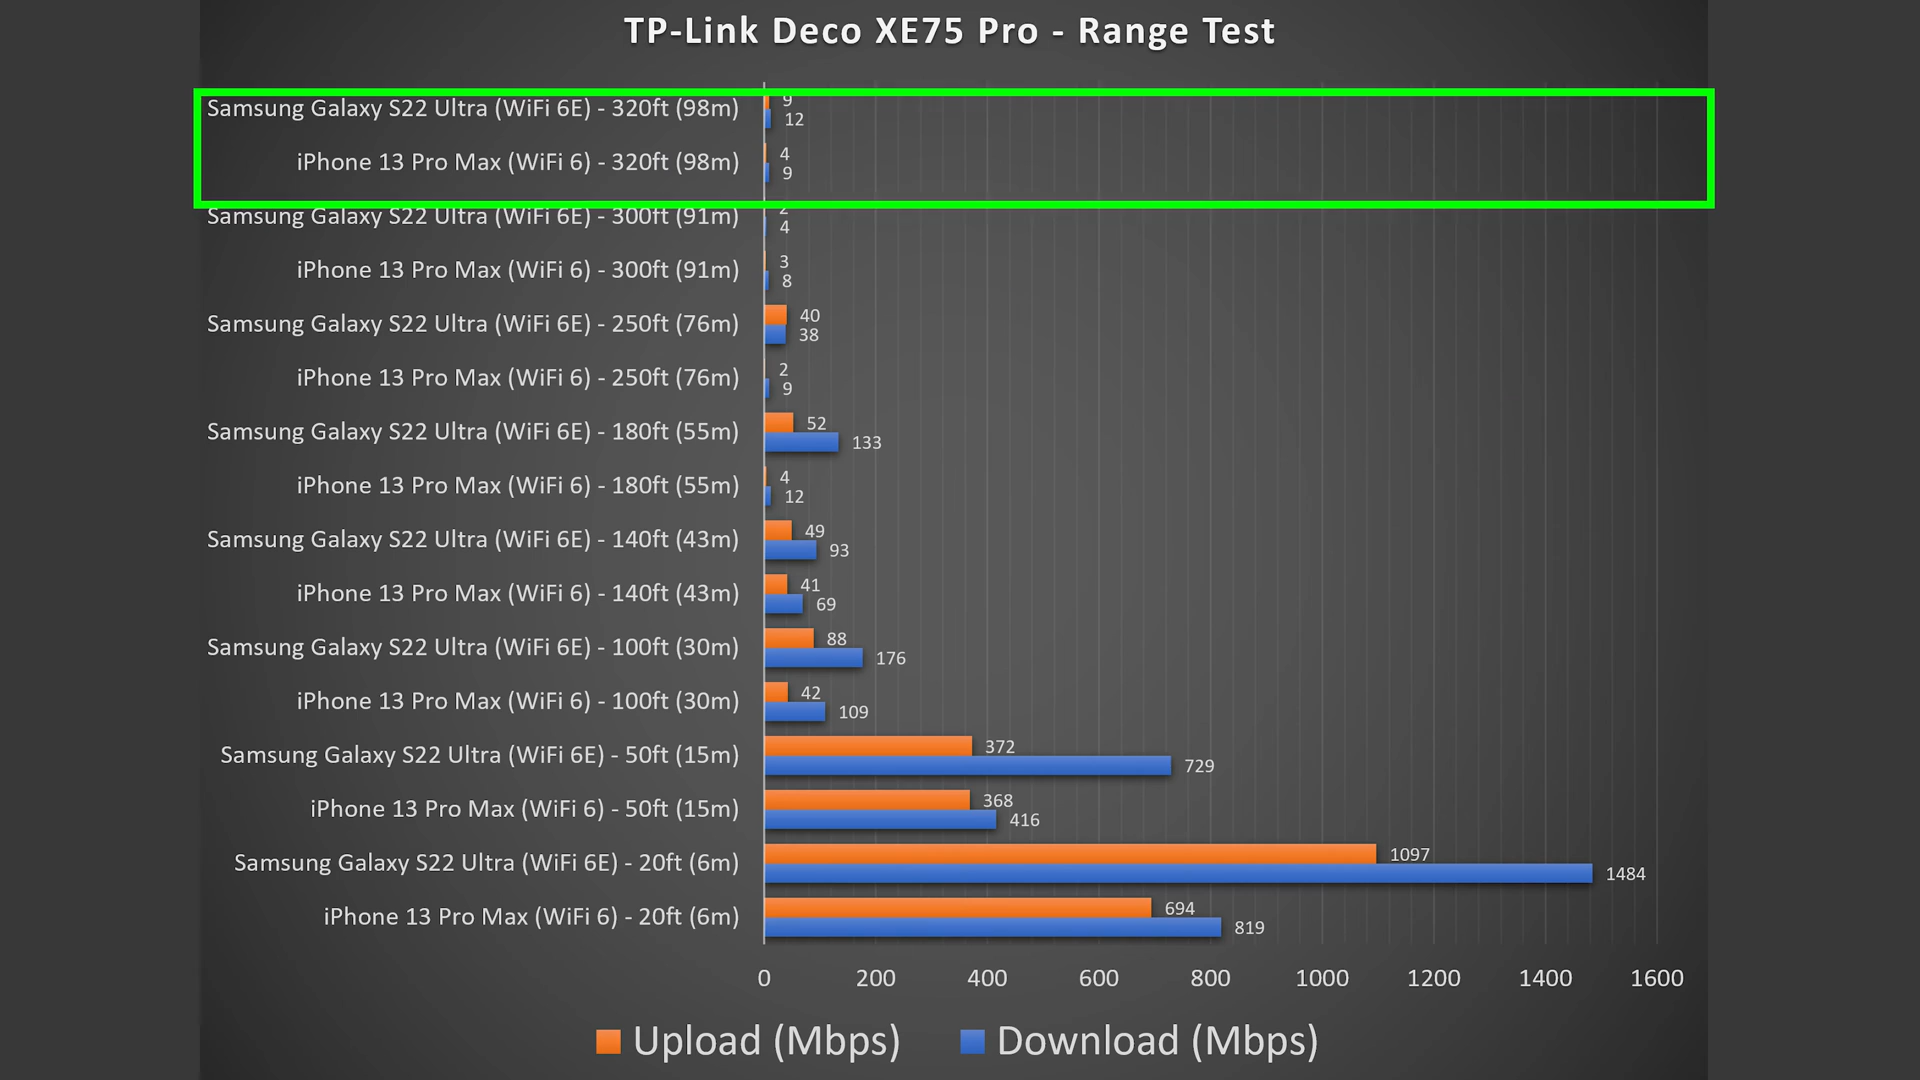 TP-Link Deco XE75 Pro - Range Test
Samsung Galaxy S22 Ultra (WiFi 6E) - 320ft (98m)
9
12
iPhone 13 Pro Max (WiFi 6) - 320ft (98m)
4
9
Samsung Galaxy S22 Ultra (WiFi 6E) - 300ft (91m)
2
4
iPhone 13 Pro Max (WiFi 6) - 300ft (91m)
3
8
Samsung Galaxy S22 Ultra (WiFi 6E) - 250ft (76m)
40
38
iPhone 13 Pro Max (WiFi 6) - 250ft (76m)
2
9
Samsung Galaxy S22 Ultra (WiFi 6E) - 180ft (55m)
52
133
iPhone 13 Pro Max (WiFi 6) - 180ft (55m)
4
12
Samsung Galaxy S22 Ultra (WiFi 6E) - 140ft (43m)
49
93
iPhone 13 Pro Max (WiFi 6) - 140ft (43m)
41
69
Samsung Galaxy S22 Ultra (WiFi 6E) - 100ft (30m)
88
176
iPhone 13 Pro Max (WiFi 6) - 100ft (30m)
42
109
Samsung Galaxy S22 Ultra (WiFi 6E) - 50ft (15m)
372
729
iPhone 13 Pro Max (WiFi 6) - 50ft (15m)
368
416
Samsung Galaxy S22 Ultra (WiFi 6E) - 20ft (6m)
1097
1484
iPhone 13 Pro Max (WiFi 6) - 20ft (6m)
694
819
0 200 400 600 800 1000 1200 1400 1600
Upload (Mbps) Download (Mbps)